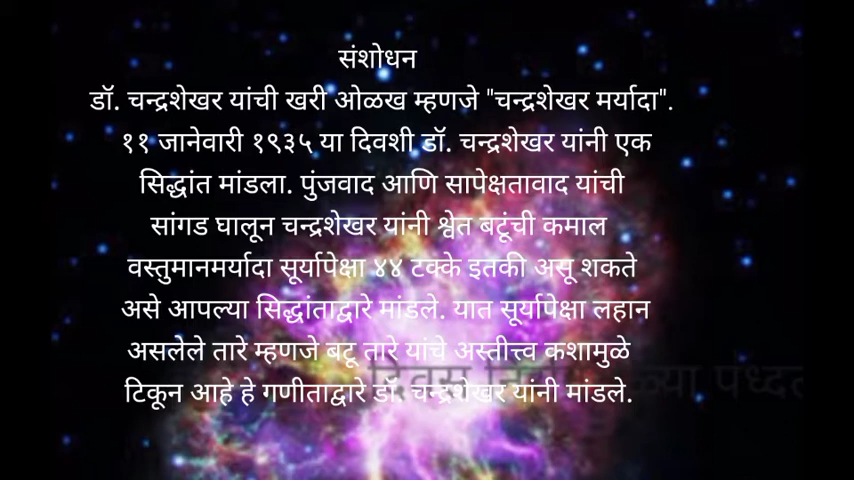 संशोधन
डॉ. चन्द्रशेखर यांची खरी ओळख म्हणजे "चन्द्रशेखर मर्यादा".
११ जानेवारी १९३५ या दिवशी डॉ. चन्द्रशेखर यांनी एक
सिद्धांत मांडला. पुंजवाद आणि सापेक्षतावाद यांची
सांगड घालून चन्द्रशेखर यांनी श्वेत बटूंची कमाल
वस्तुमानमर्यादा सूर्यापेक्षा ४४ टक्के इतकी असू शकते
असे आपल्या सिद्धांताद्वारे मांडले. यात सूर्यापेक्षा लहान
असलेले तारे म्हणजे बटू तारे यांचे अस्तीत्त्व कशामुळे
टिकून आहे हे गणीताद्वारे डॉ. चन्द्रशेखर यांनी मांडले.